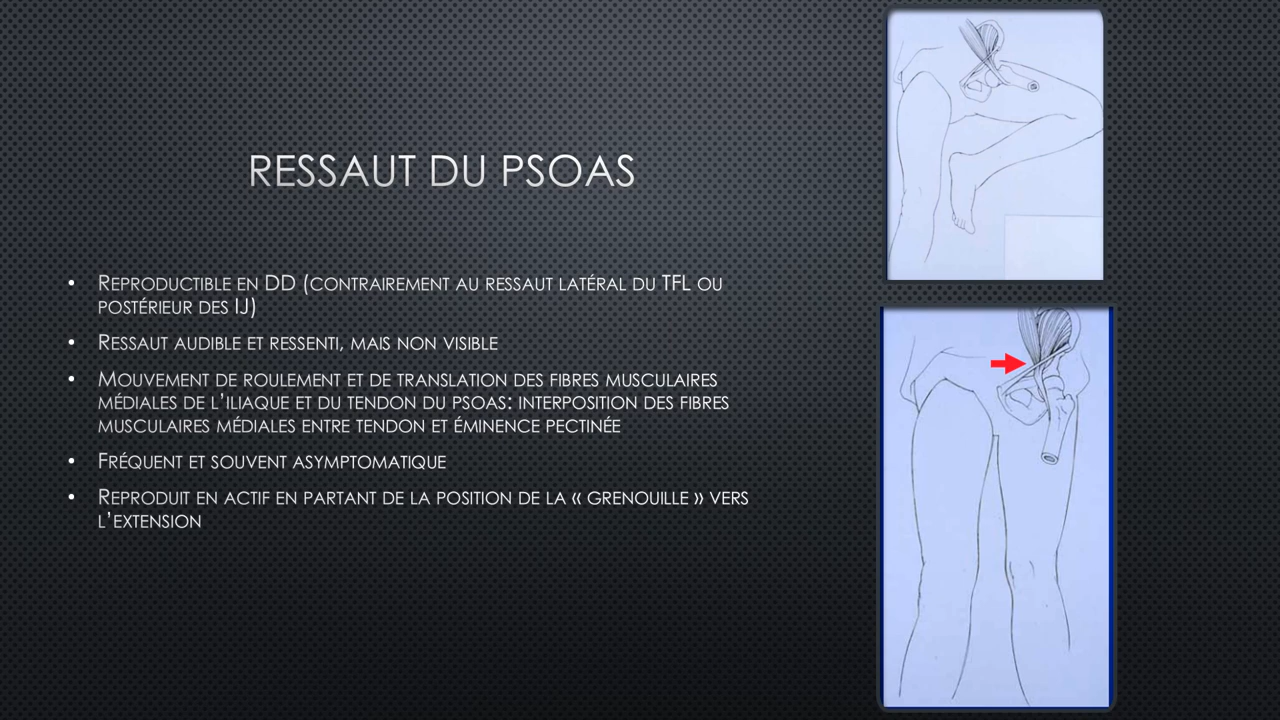 RESSAUT DU PSOAS
• Reproductible en DD (contrairement au ressaut latéral du TFL ou
postérieur des IJ)
• Ressaut audible et ressenti, mais non visible
• Mouvement de roulement et de translation des fibres musculaires
médiales de l'iliaque et du tendon du psoas: interposition des fibres
musculaires médiales entre tendon et éminence pectinée
• Fréquent et souvent asymptomatique
• Reproduit en actif en partant de la position de la « grenouille » vers
l'extension